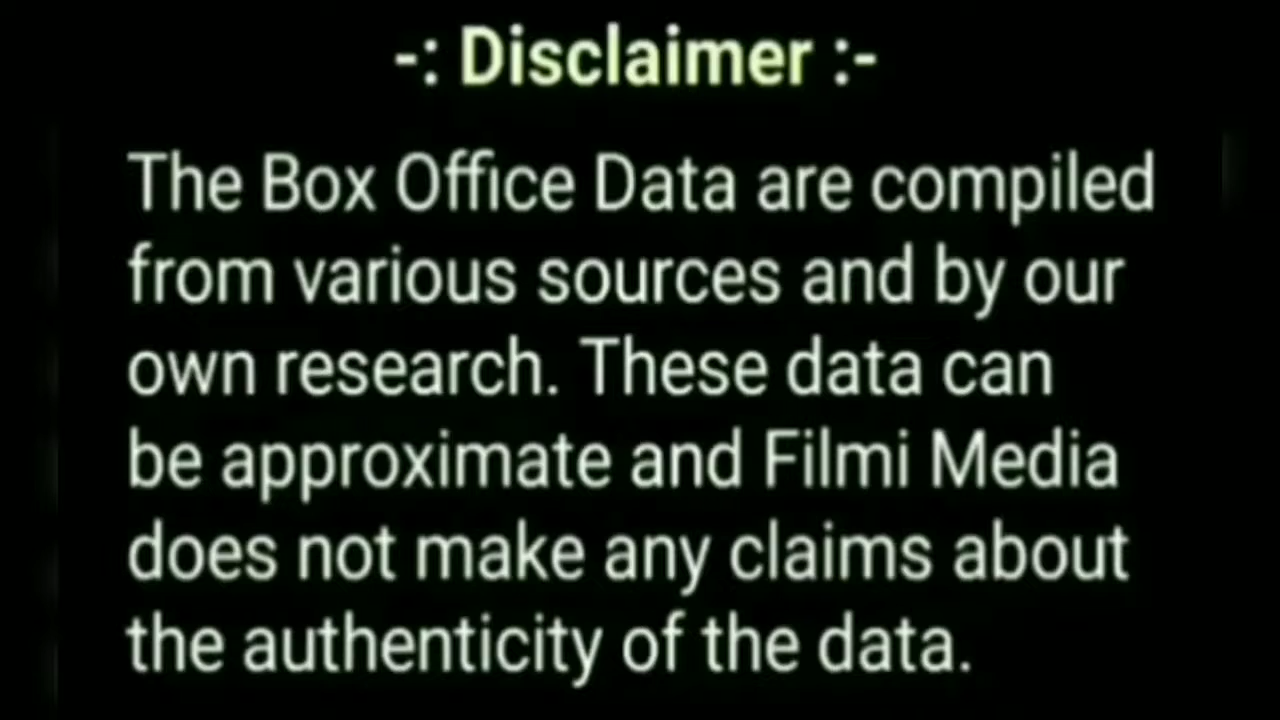 -: Disclaimer :-
The Box Office Data are compiled
from various sources and by our
own research. These data can
be approximate and Filmi Media
does not make any claims about
the authenticity of the data.